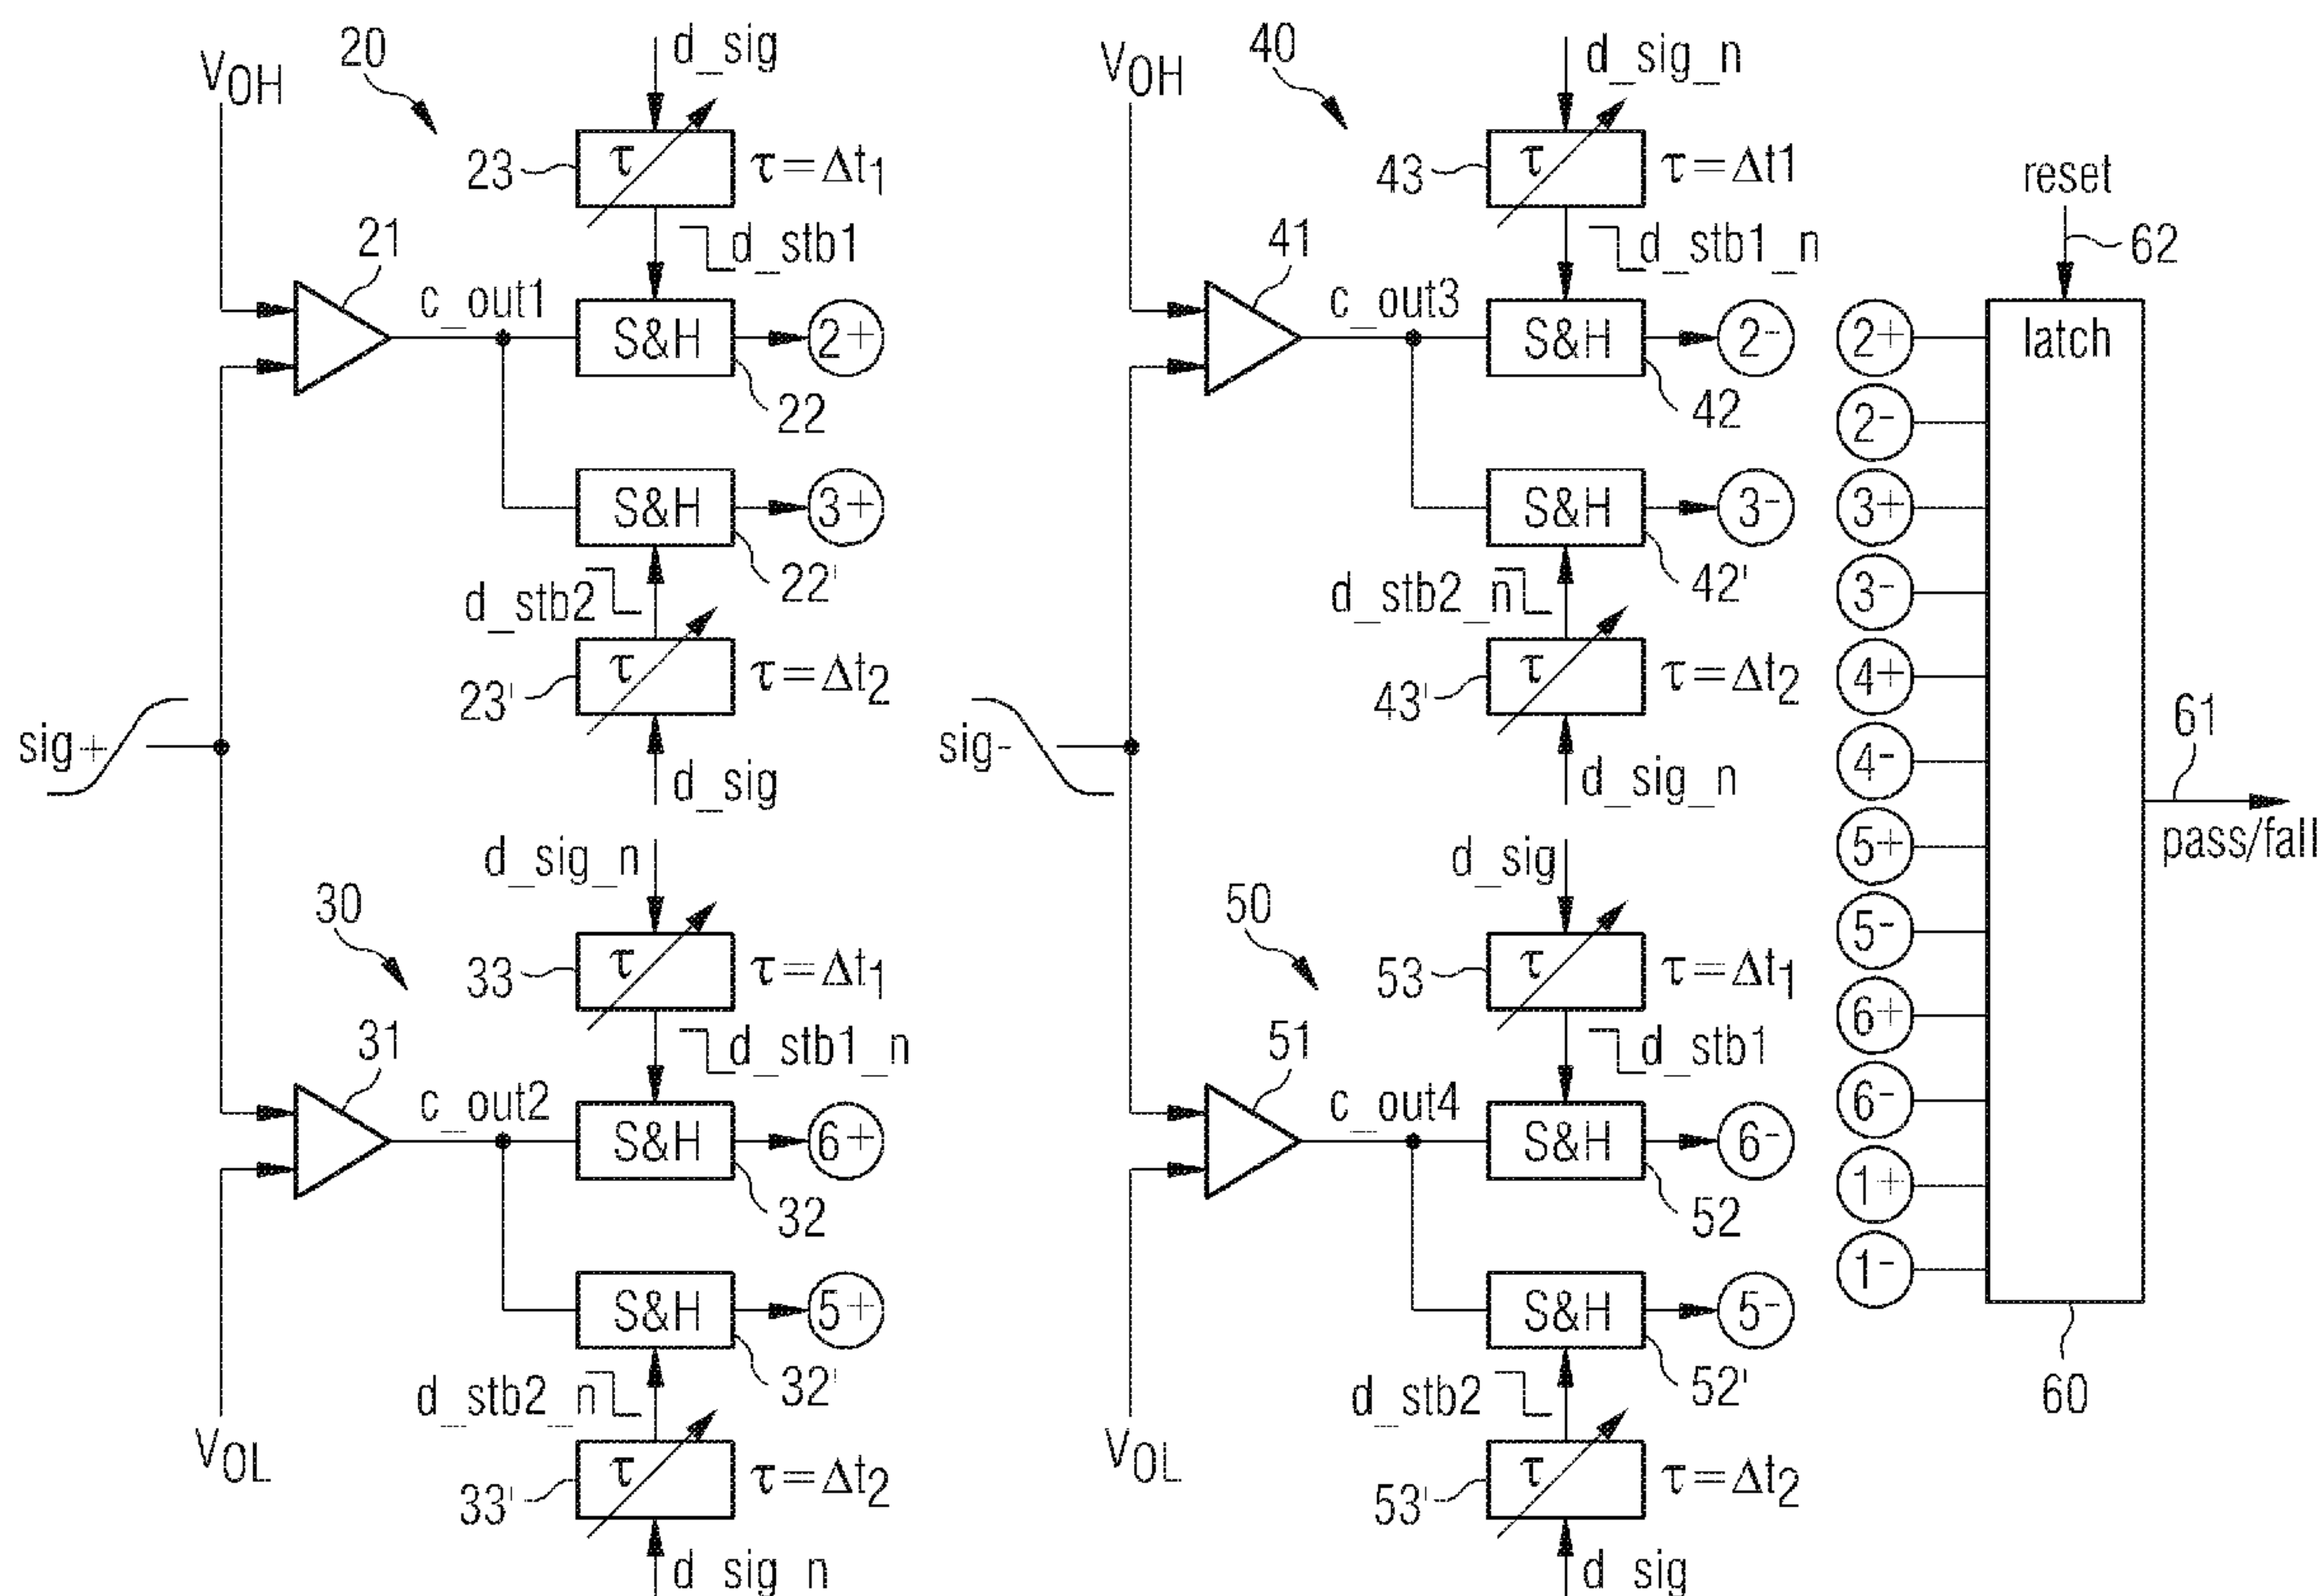 20
d_sig
VOH
23
τ
τ=Δt1
21
d_stb1
c_out1
S&H
2+
22
S&H
3+
22'
d_stb2
τ
τ=Δt2
23'
sig+
d_sig
d_sig_n
30
33
τ
τ=Δt1
31
d_stb1_n
c_out2
S&H
6+
32
S&H
5+
32'
d_stb2_n
VOL
τ
τ=Δt2
33'
d_sig_n
40
d_sig_n
VOH
43
τ
τ=Δt1
41
d_stb1_n
c_out3
S&H
2-
42
S&H
3-
42'
d_stb2_n
τ
τ=Δt2
43'
sig-
d_sig_n
d_sig
50
53
τ
τ=Δt1
51
d_stb1
c_out4
S&H
6-
52
S&H
5-
52'
d_stb2
VOL
τ
τ=Δt2
53'
d_sig
reset
62
latch
2+
2-
3+
3-
4+
4-
5+
5-
6+
6-
1+
1-
61
pass/fall
60